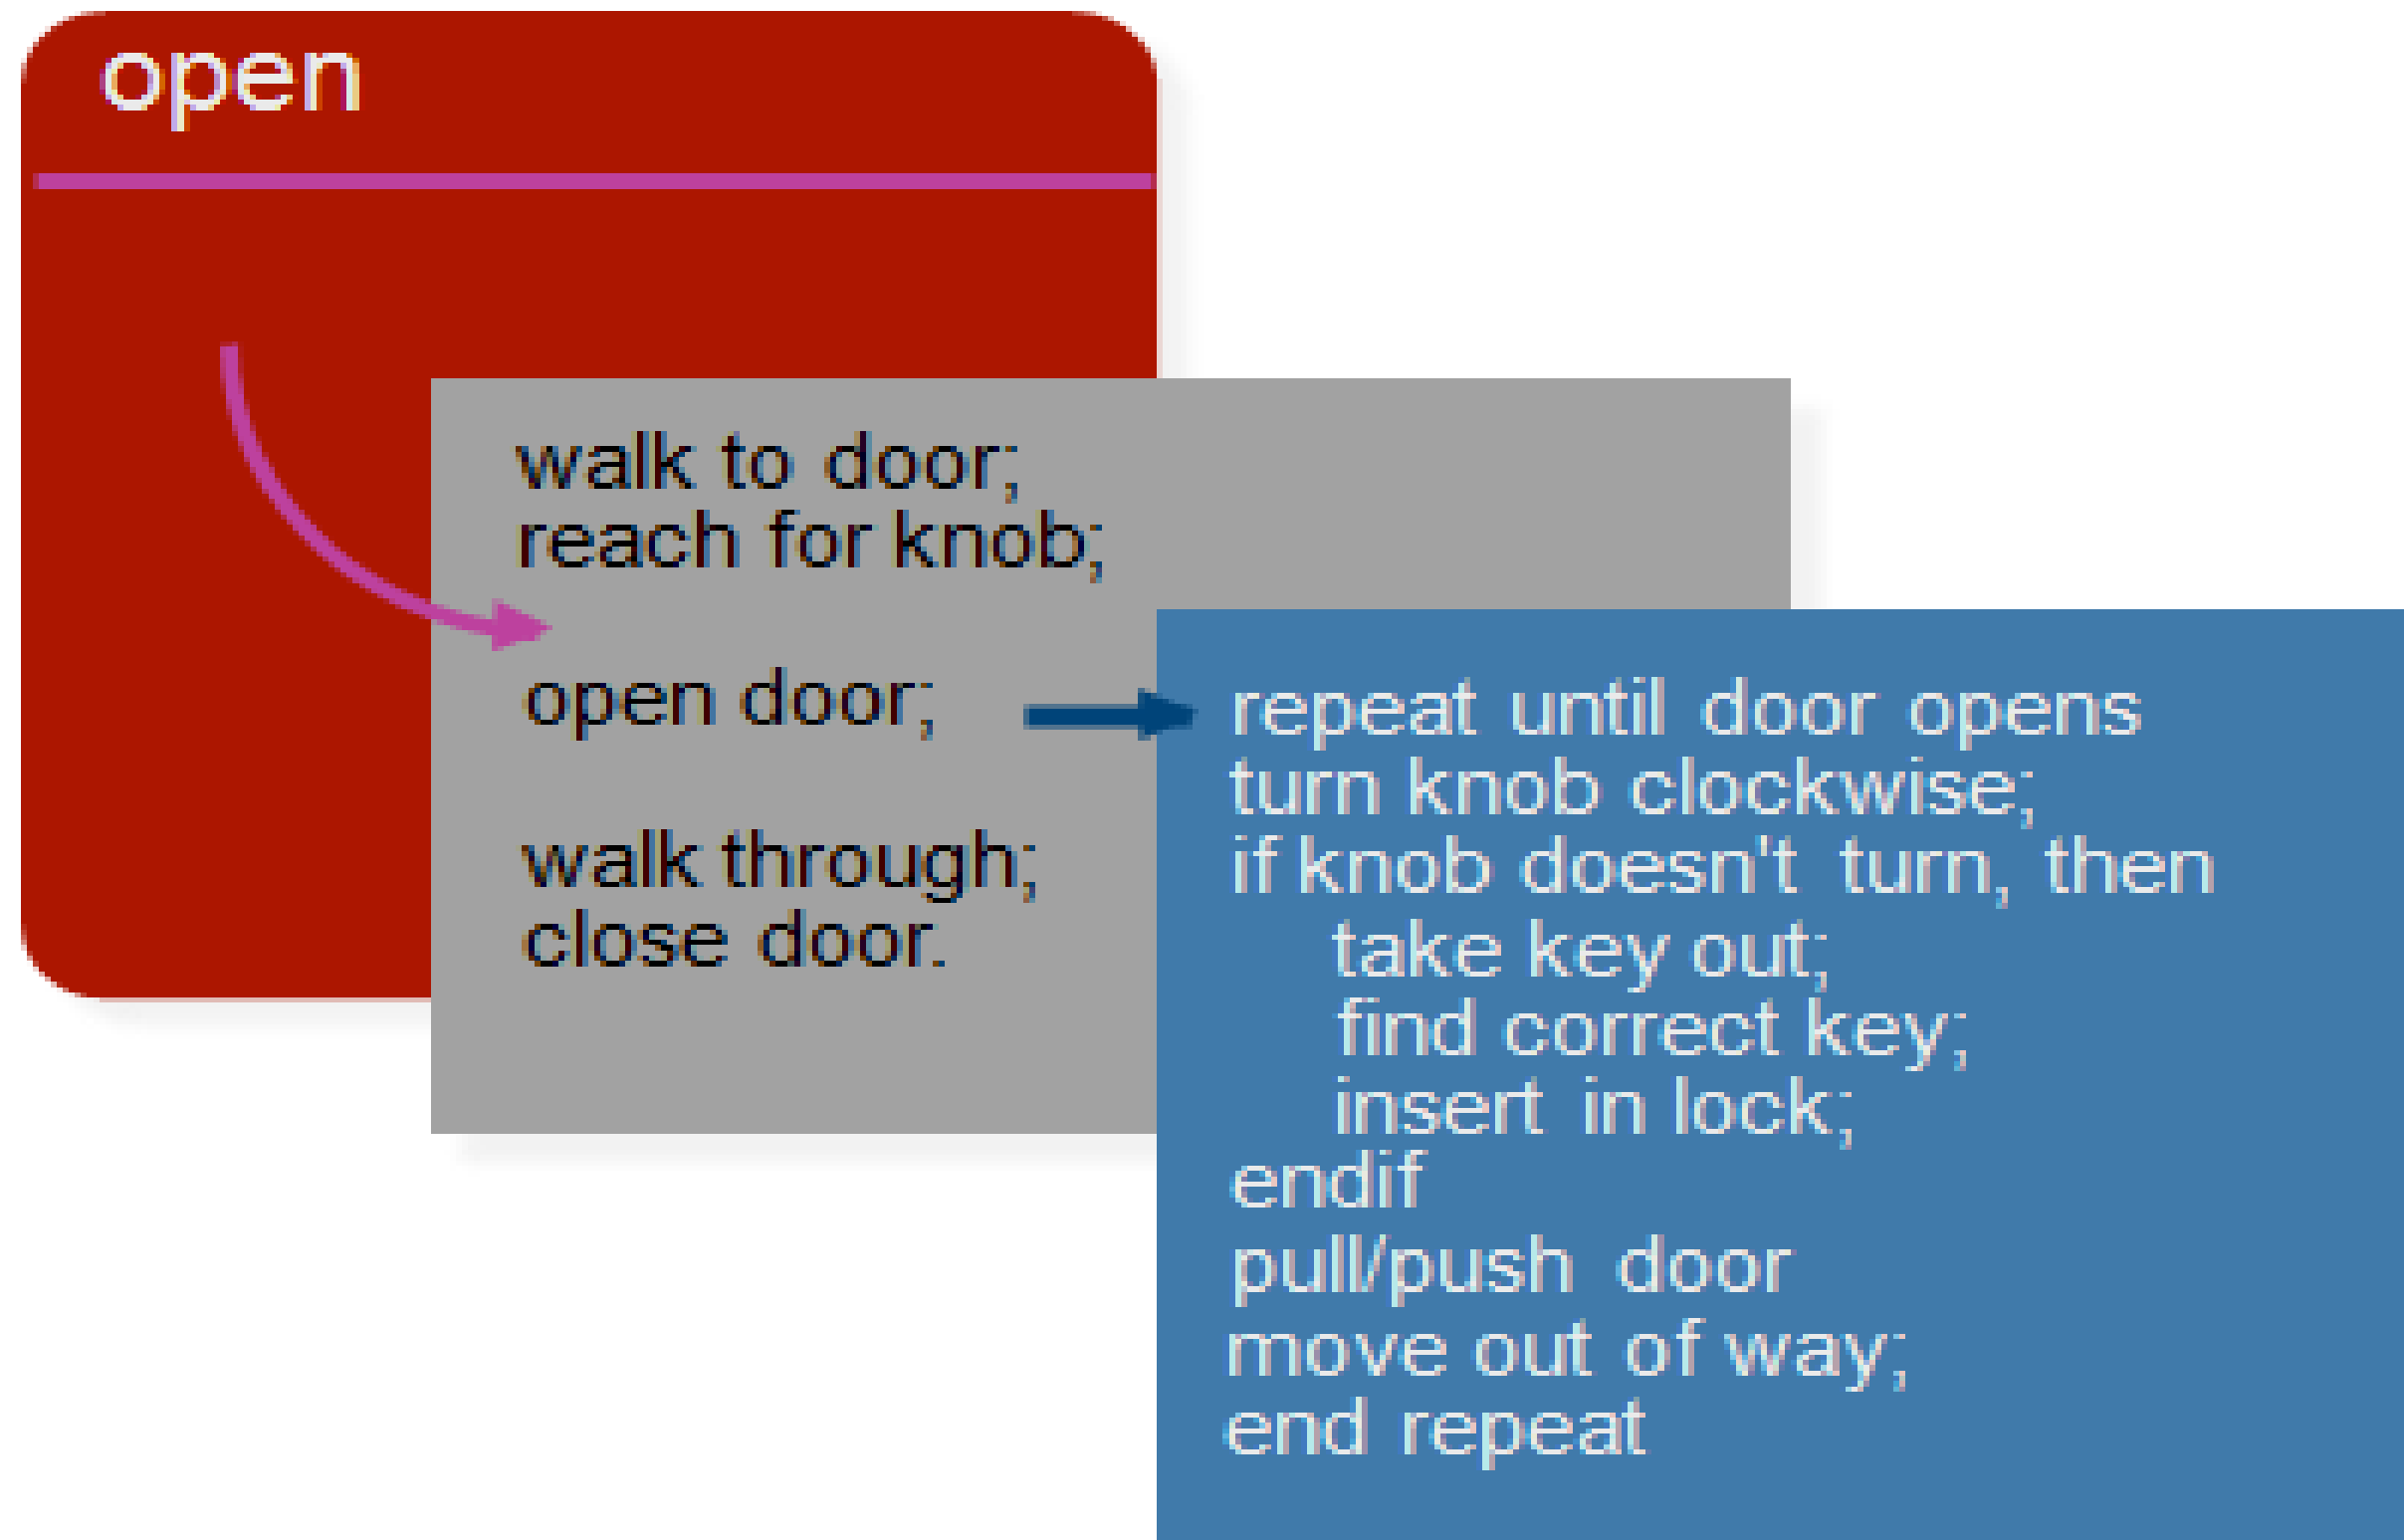 open
walk to door;
reach for knob;
open door;
walk through;
close door.
repeat until door opens
turn knob clockwise;
if knob doesn't turn, then
take key out;
find correct key;
insert in lock;
endif
pull/push door
move out of way;
end repeat